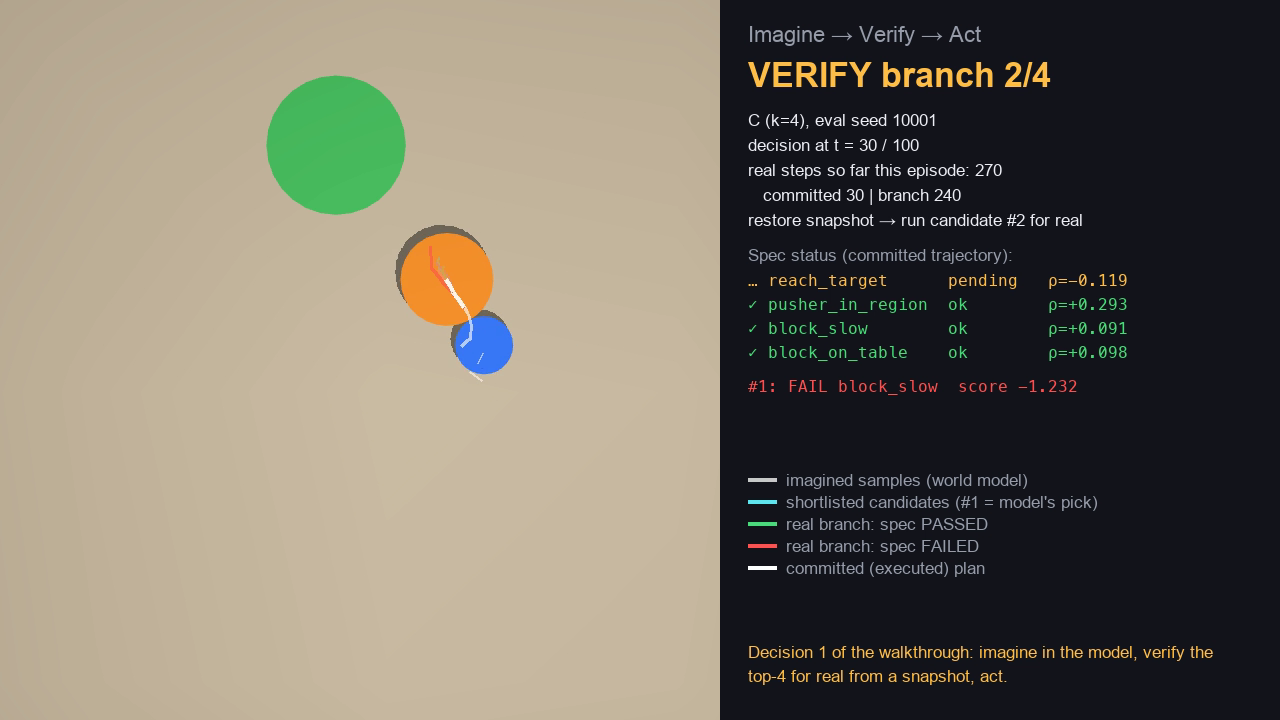 Imagine → Verify → Act
VERIFY branch 2/4
C (k=4), eval seed 10001
decision at t = 30 / 100
real steps so far this episode: 270
committed 30 | branch 240
restore snapshot → run candidate #2 for real
Spec status (committed trajectory):
… reach_target pending ρ=−0.119
✓ pusher_in_region ok ρ=+0.293
✓ block_slow ok ρ=+0.091
✓ block_on_table ok ρ=+0.098
#1: FAIL block_slow score −1.232
imagined samples (world model)
shortlisted candidates (#1 = model's pick)
real branch: spec PASSED
real branch: spec FAILED
committed (executed) plan
Decision 1 of the walkthrough: imagine in the model, verify the
top-4 for real from a snapshot, act.